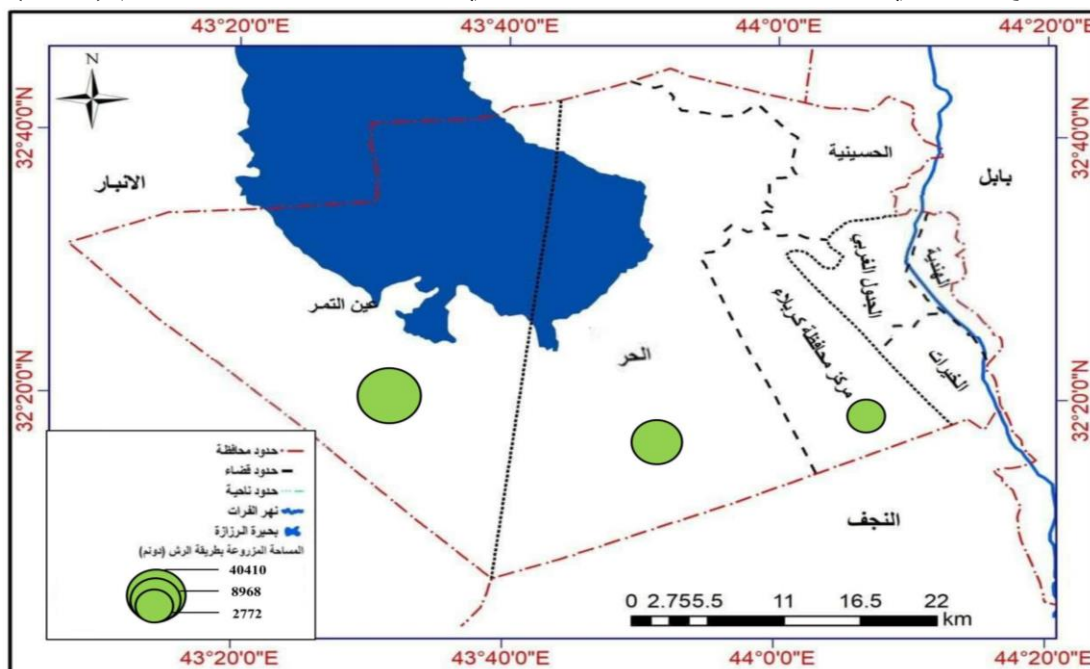 43°20'0"E
43°40'0"E
44°00'0"E
44°20'0"E
N
32°40'0"N
32°40'0"N
الحسينية
الانبار
بابل
الهندية
الجدول الغربي
عين التمر
الحر
مركز محافظة كربلاء
الخيرات
32°20'0"N
32°20'0"N
النجف
حدود محافظة
حدود قضاء
حدود ناحية
نهر الفرات
بحيرة الرزازة
المساحة المزروعة بطريقة الرش (دونم)
40410
8968
2772
0 2.75 5.5 11 16.5 22
km
43°20'0"E
43°40'0"E
44°00'0"E
44°20'0"E